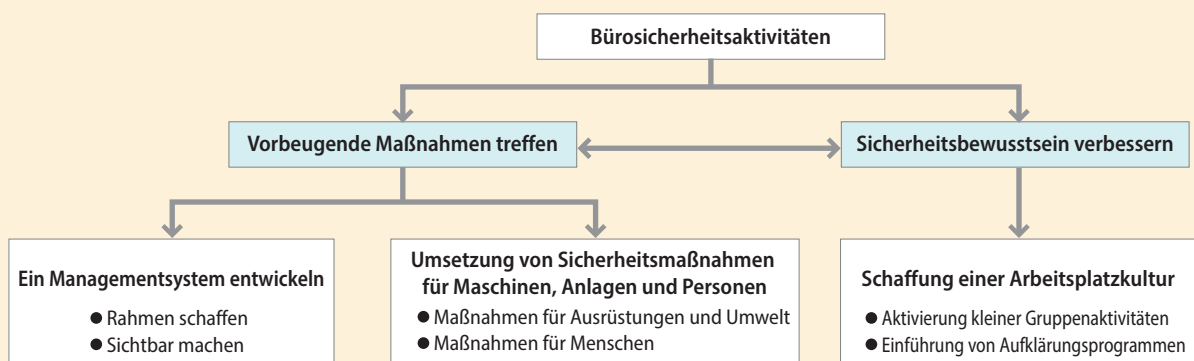 Bürosicherheitsaktivitäten
Vorbeugende Maßnahmen treffen
Sicherheitsbewusstsein verbessern
Ein Managementsystem entwickeln
● Rahmen schaffen
● Sichtbar machen
Umsetzung von Sicherheitsmaßnahmen
für Maschinen, Anlagen und Personen
● Maßnahmen für Ausrüstungen und Umwelt
● Maßnahmen für Menschen
Schaffung einer Arbeitsplatzkultur
● Aktivierung kleiner Gruppenaktivitäten
● Einführung von Aufklärungsprogrammen